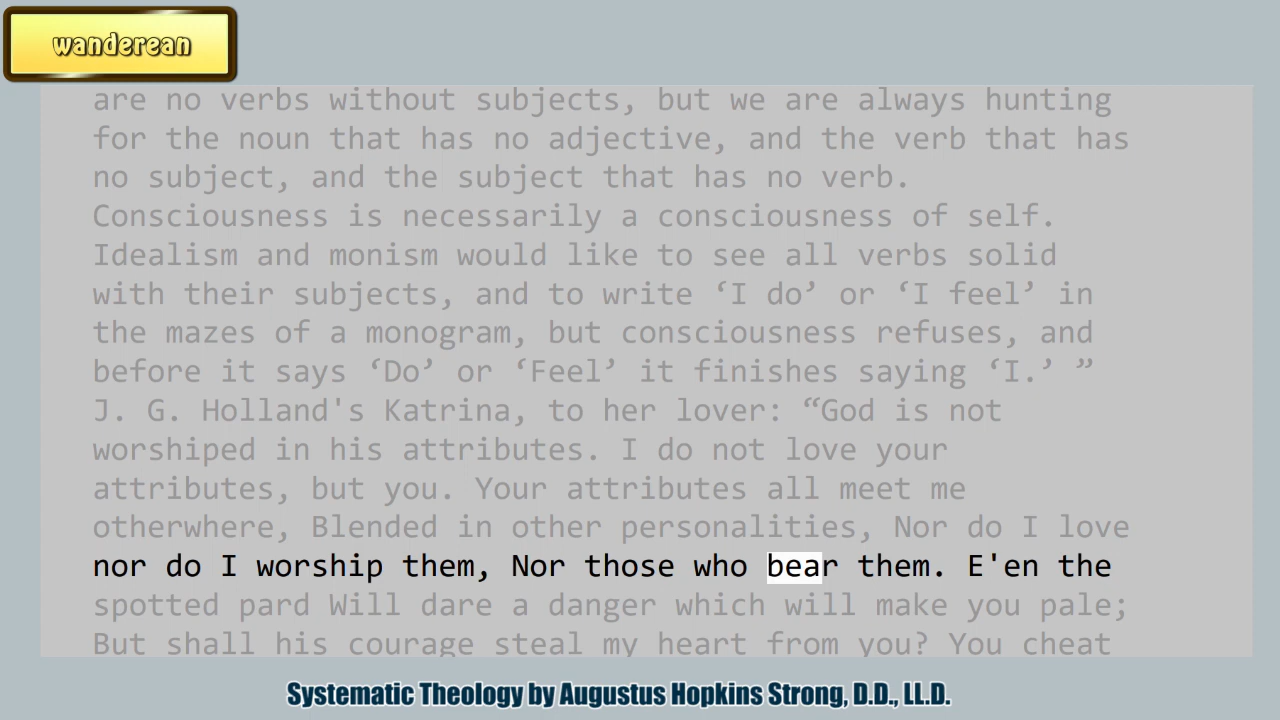 wanderean
are no verbs without subjects, but we are always hunting
for the noun that has no adjective, and the verb that has
no subject, and the subject that has no verb.
Consciousness is necessarily a consciousness of self.
Idealism and monism would like to see all verbs solid
with their subjects, and to write ‘I do’ or ‘I feel’ in
the mazes of a monogram, but consciousness refuses, and
before it says ‘Do’ or ‘Feel’ it finishes saying ‘I.’ ”
J. G. Holland's Katrina, to her lover: “God is not
worshiped in his attributes. I do not love your
attributes, but you. Your attributes all meet me
otherwhere, Blended in other personalities, Nor do I love
nor do I worship them, Nor those who bear them. E'en the
spotted pard Will dare a danger which will make you pale;
But shall his courage steal my heart from you? You cheat
Systematic Theology by Augustus Hopkins Strong, D.D., LL.D.